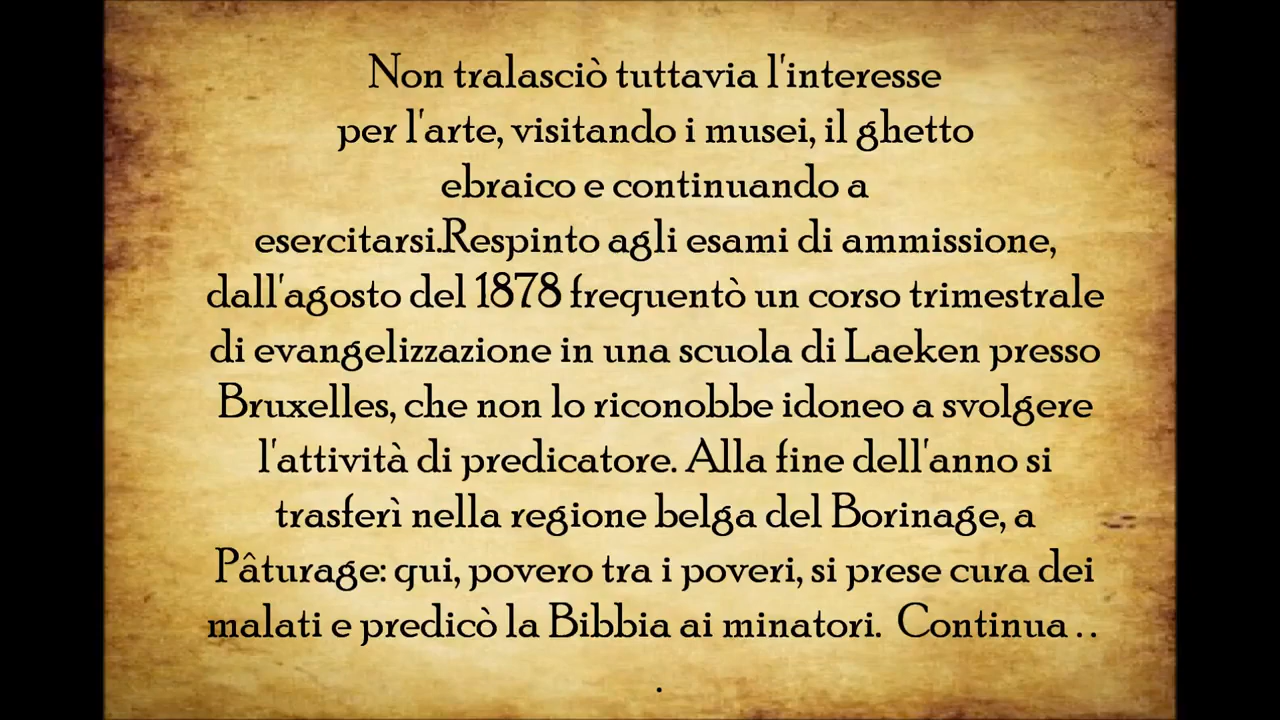 Non tralasciò tuttavia l'interesse
per l'arte, visitando i musei, il ghetto
ebraico e continuando a
esercitarsi.Respinto agli esami di ammissione,
dall'agosto del 1878 frequentò un corso trimestrale
di evangelizzazione in una scuola di Laeken presso
Bruxelles, che non lo riconobbe idoneo a svolgere
l'attività di predicatore. Alla fine dell'anno si
trasferì nella regione belga del Borinage, a
Pâturage: qui, povero tra i poveri, si prese cura dei
malati e predicò la Bibbia ai minatori.  Continua . .
.